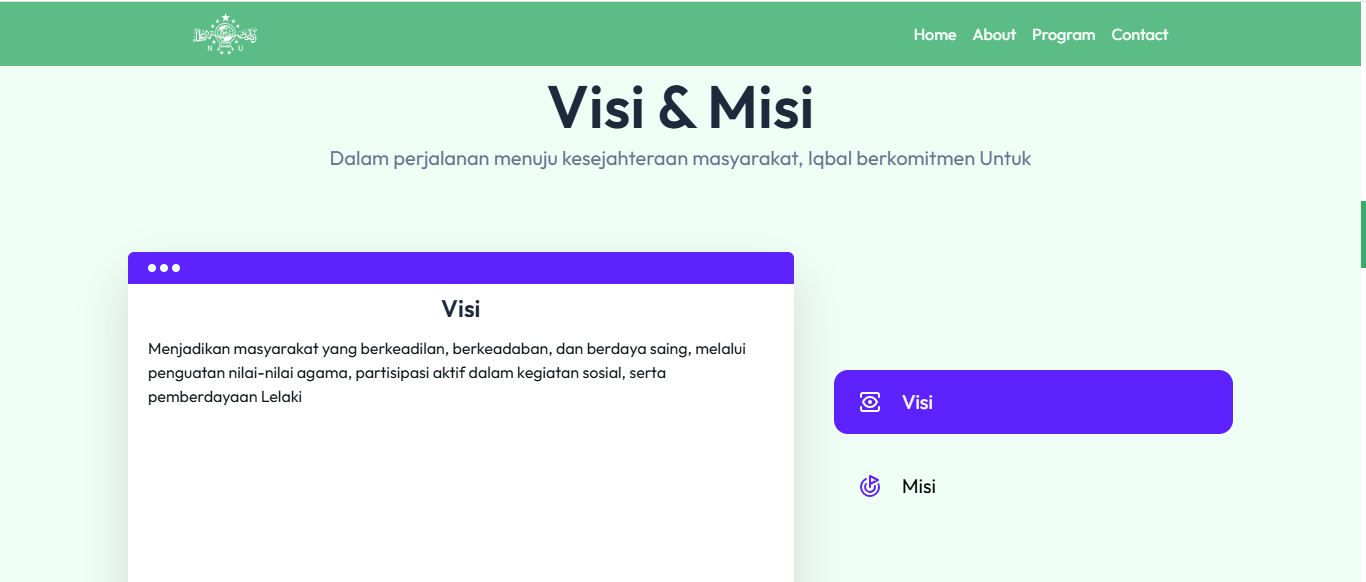 N U
Home About Program Contact
Visi & Misi
Dalam perjalanan menuju kesejahteraan masyarakat, Iqbal berkomitmen Untuk
Visi
Menjadikan masyarakat yang berkeadilan, berkeadaban, dan berdaya saing, melalui
penguatan nilai-nilai agama, partisipasi aktif dalam kegiatan sosial, serta
pemberdayaan Lelaki
Visi
Misi